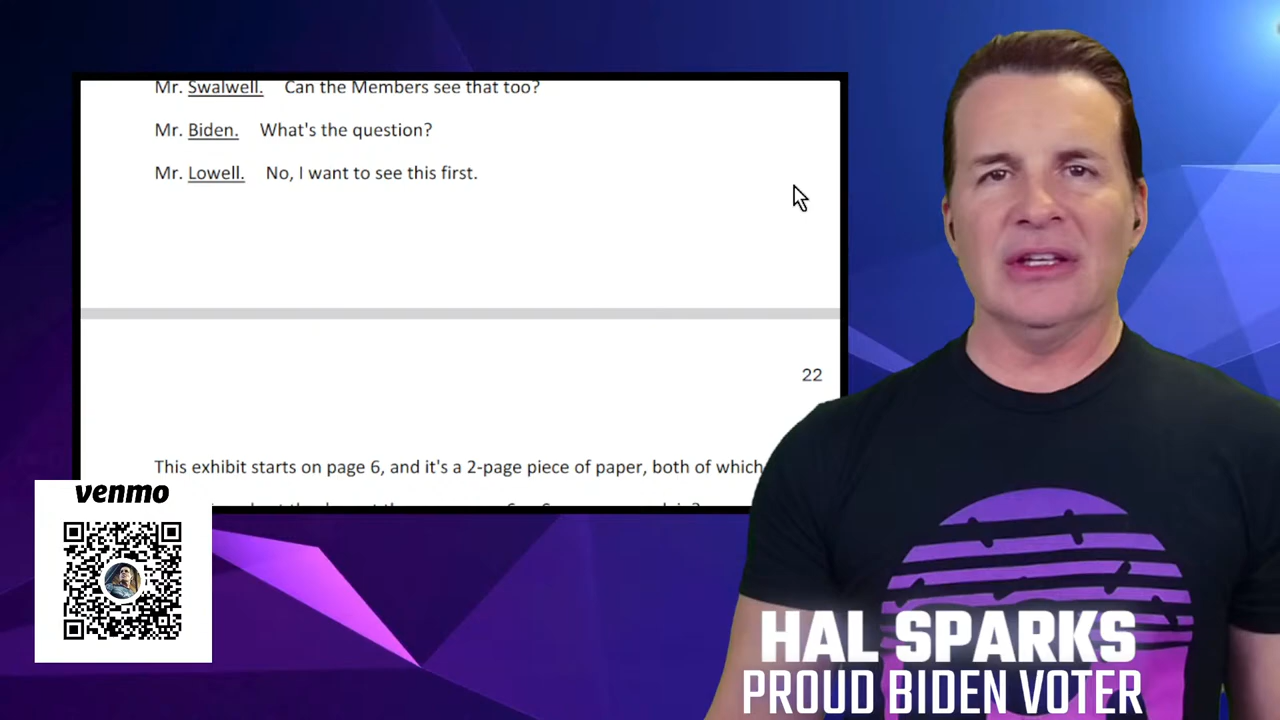 Mr. Swalwell. Can the Members see that too?
Mr. Biden. What's the question?
Mr. Lowell. No, I want to see this first.
22
This exhibit starts on page 6, and it's a 2-page piece of paper, both of which
venmo
HAL SPARKS
PROUD BIDEN VOTER